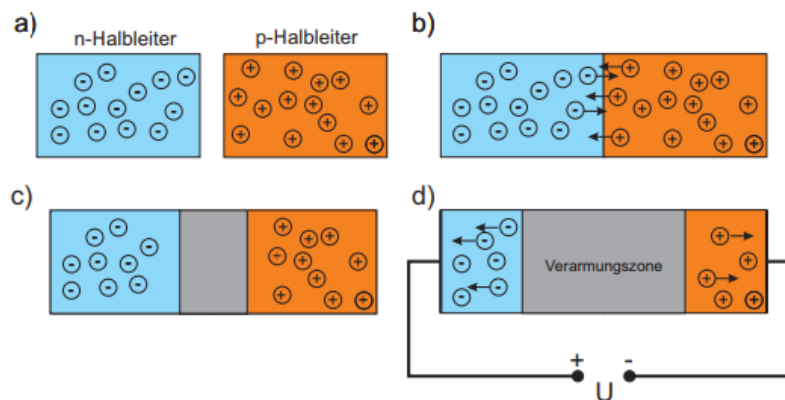 a)
n-Halbleiter
p-Halbleiter
b)
c)
d)
Verarmungszone
+ -
U